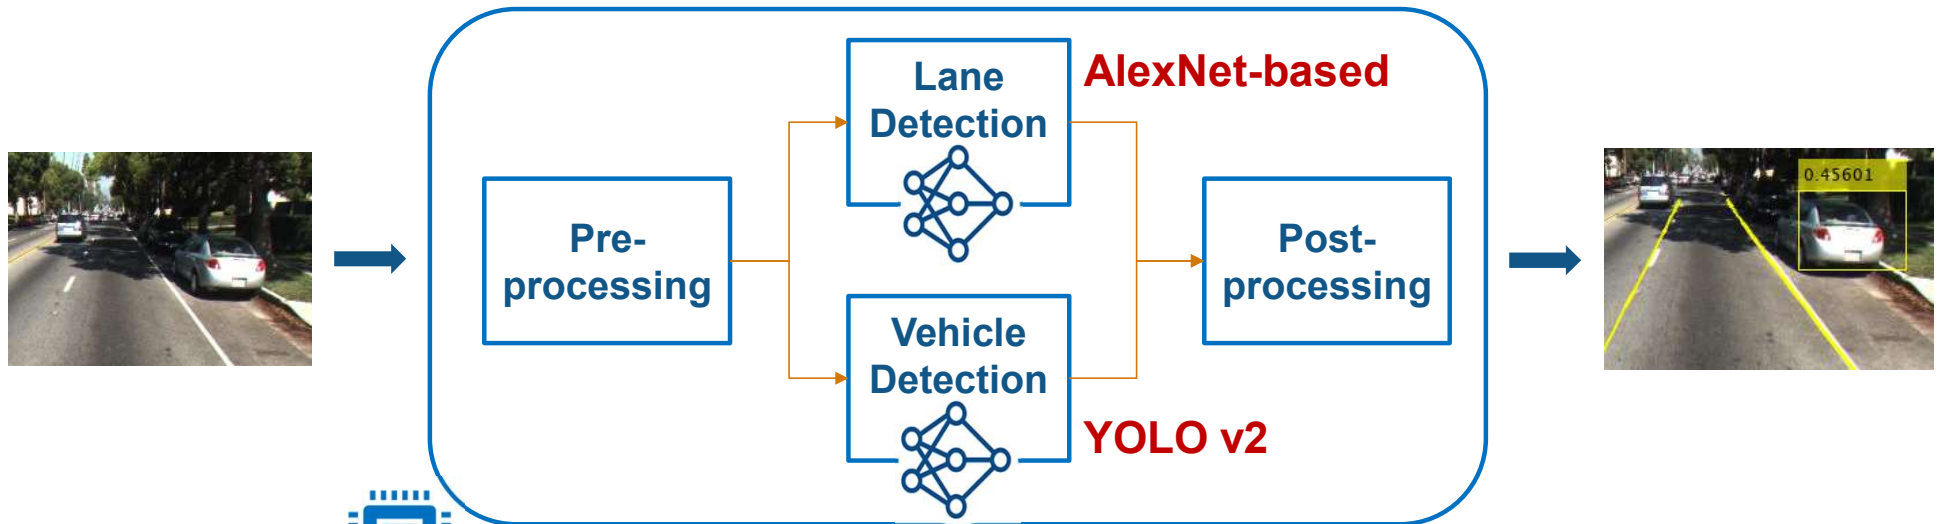 Lane
Detection
AlexNet-based
Pre-
processing
Vehicle
Detection
YOLO v2
Post-
processing
0.45601